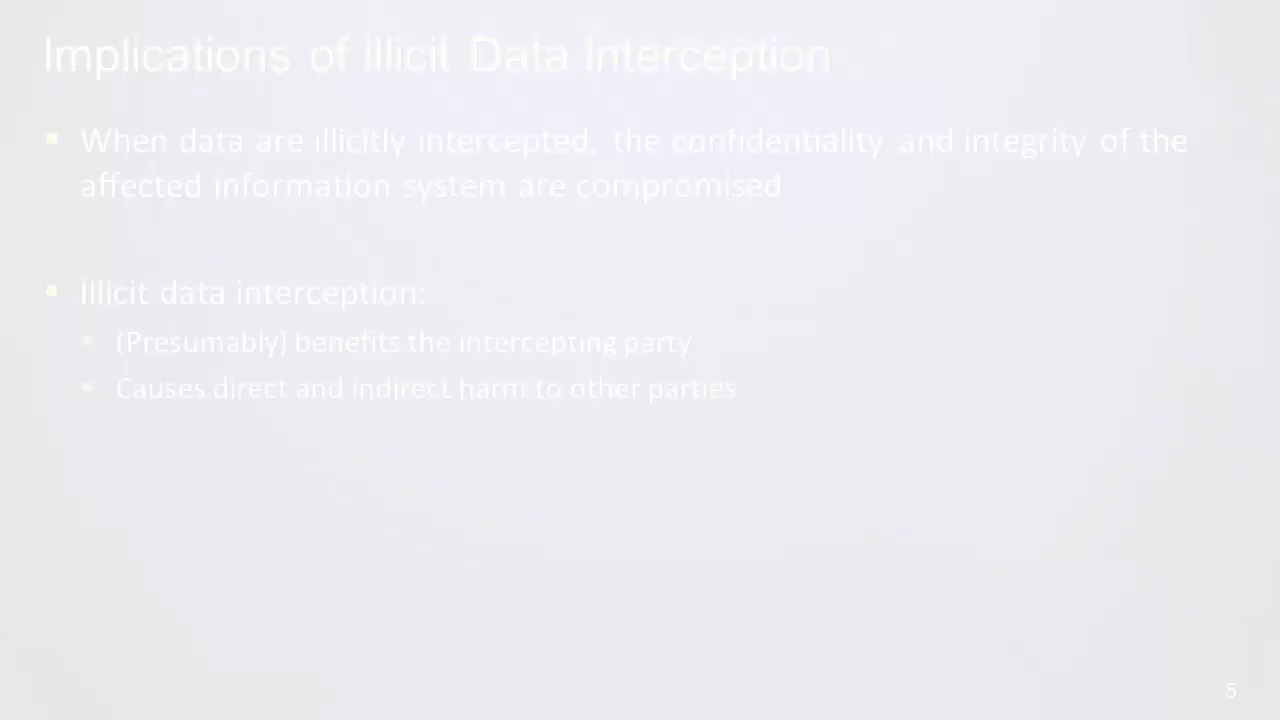 Implications of Illicit Data Interception
▪ When data are illicitly intercepted, the confidentiality and integrity of the
affected information system are compromised
▪ Illicit data interception:
▪ (Presumably) benefits the intercepting party
▪ Causes direct and indirect harm to other parties
5